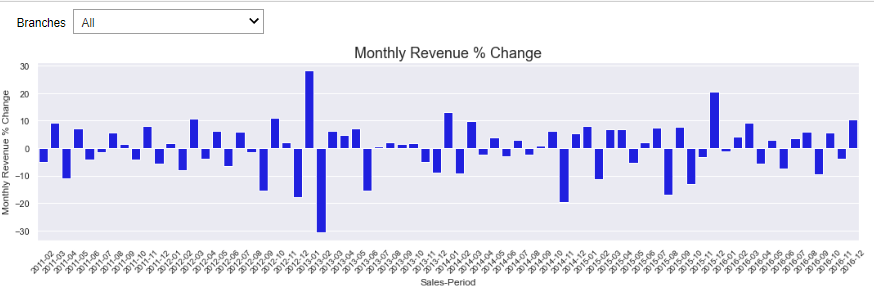 Branches All
Monthly Revenue % Change
Monthly Revenue % Change
30
20
10
0
−10
−20
−30
2011-02 2011-03 2011-04 2011-05 2011-06 2011-07 2011-08 2011-09 2011-10 2011-11 2011-12 2012-01 2012-02 2012-03 2012-04 2012-05 2012-06 2012-07 2012-08 2012-09 2012-10 2012-11 2012-12 2013-01 2013-02 2013-03 2013-04 2013-05 2013-06 2013-07 2013-08 2013-09 2013-10 2013-11 2013-12 2014-01 2014-02 2014-03 2014-04 2014-05 2014-06 2014-07 2014-08 2014-09 2014-10 2014-11 2014-12 2015-01 2015-02 2015-03 2015-04 2015-05 2015-06 2015-07 2015-08 2015-09 2015-10 2015-11 2015-12 2016-01 2016-02 2016-03 2016-04 2016-05 2016-06 2016-07 2016-08 2016-09 2016-10 2016-11 2016-12
Sales-Period